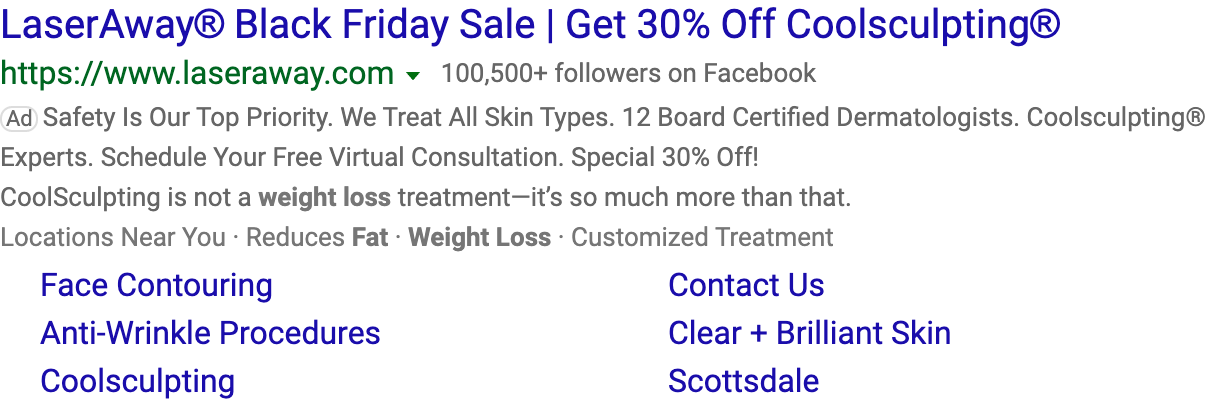 LaserAway® Black Friday Sale | Get 30% Off Coolsculpting®
https://www.laseraway.com 100,500+ followers on Facebook
Ad Safety Is Our Top Priority. We Treat All Skin Types. 12 Board Certified Dermatologists. Coolsculpting®
Experts. Schedule Your Free Virtual Consultation. Special 30% Off!
CoolSculpting is not a weight loss treatment—it’s so much more than that.
Locations Near You · Reduces Fat · Weight Loss · Customized Treatment
Face Contouring
Contact Us
Anti-Wrinkle Procedures
Clear + Brilliant Skin
Coolsculpting
Scottsdale